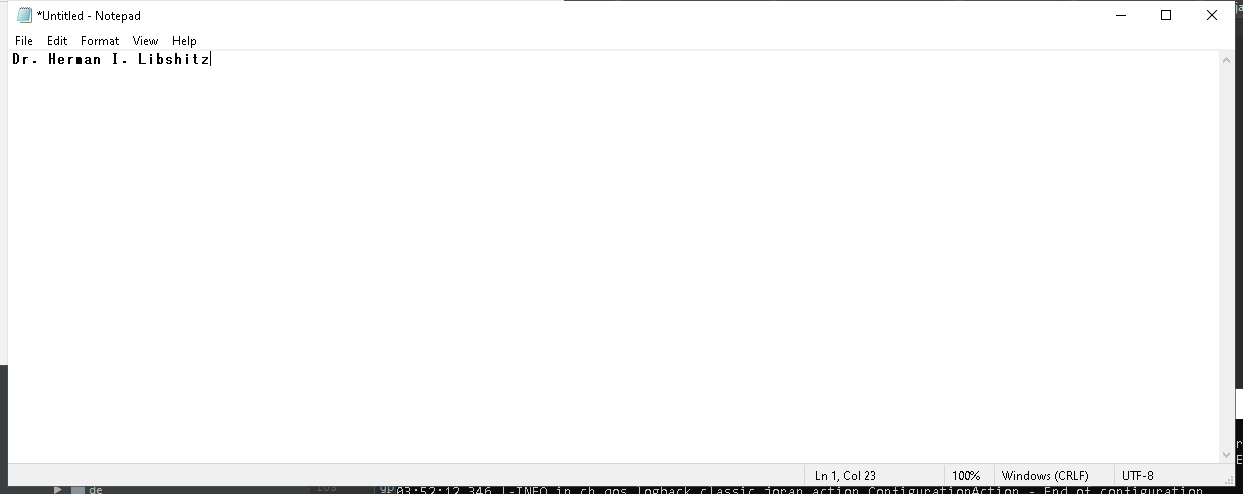 *Untitled - Notepad
File Edit Format View Help
Dr. Herman I. Libshitz
Ln 1, Col 23 100% Windows (CRLF) UTF-8
de 03:52:12,346 |-INFO in ch.qos.logback.classic.joran.action.ConfigurationAction - End of configuration.